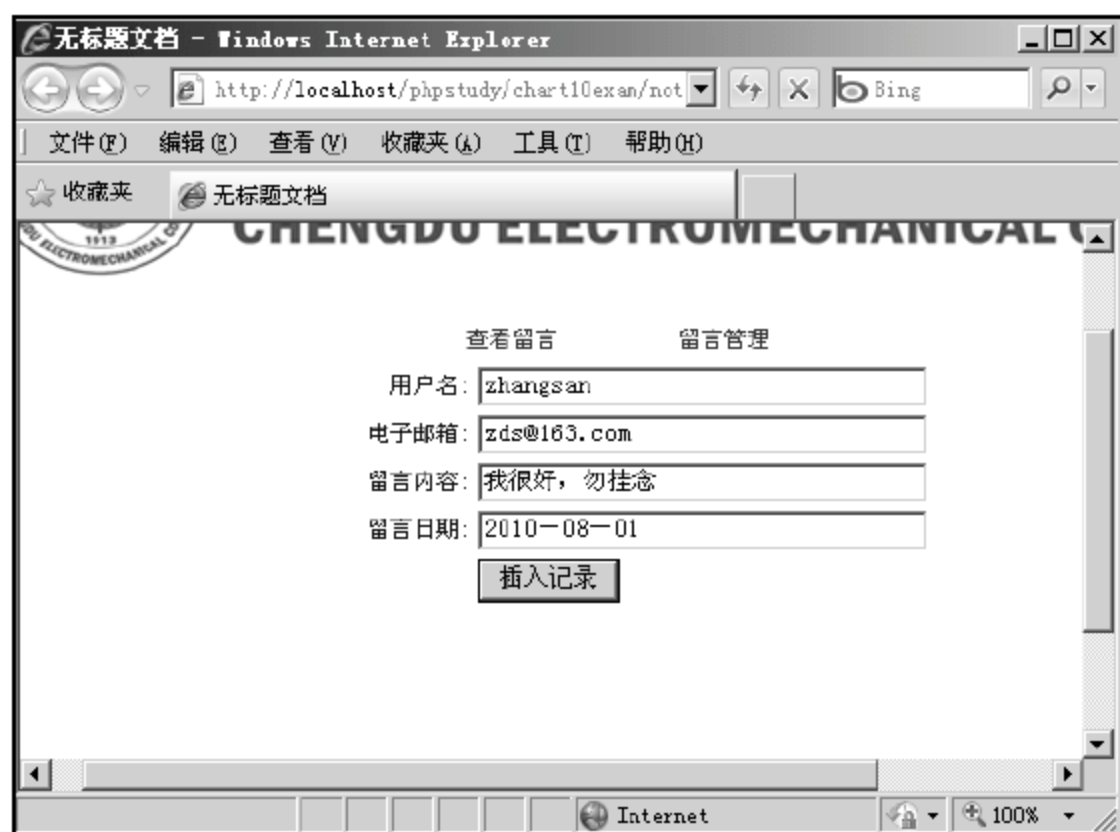 无标题文档 - Windows Internet Explorer
http://localhost/phpstudy/chart10exam/not
Bing
文件(F) 编辑(E) 查看(V) 收藏夹(A) 工具(T) 帮助(H)
收藏夹 无标题文档
CHENGDU ELECTROMECHANICAL
1913
查看留言 留言管理
用户名: zhangsan
电子邮箱: zds@163.com
留言内容: 我很好，勿挂念
留言日期: 2010-08-01
插入记录
Internet 100%